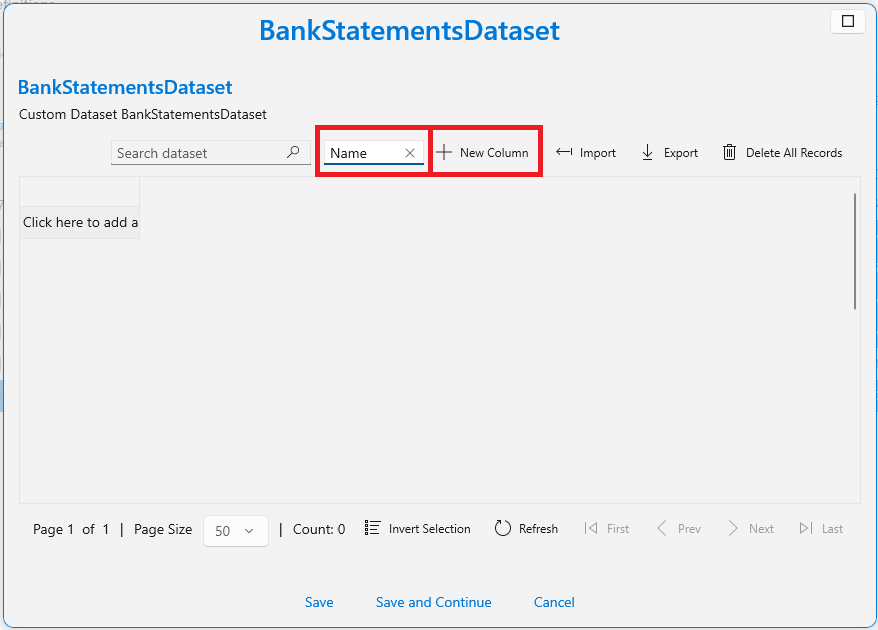 BankStatementsDataset
BankStatementsDataset
Custom Dataset BankStatementsDataset
Search dataset Name New Column Import Export Delete All Records
Click here to add a
Page 1 of 1 | Page Size 50 | Count: 0 Invert Selection Refresh First Prev Next Last
Save Save and Continue Cancel